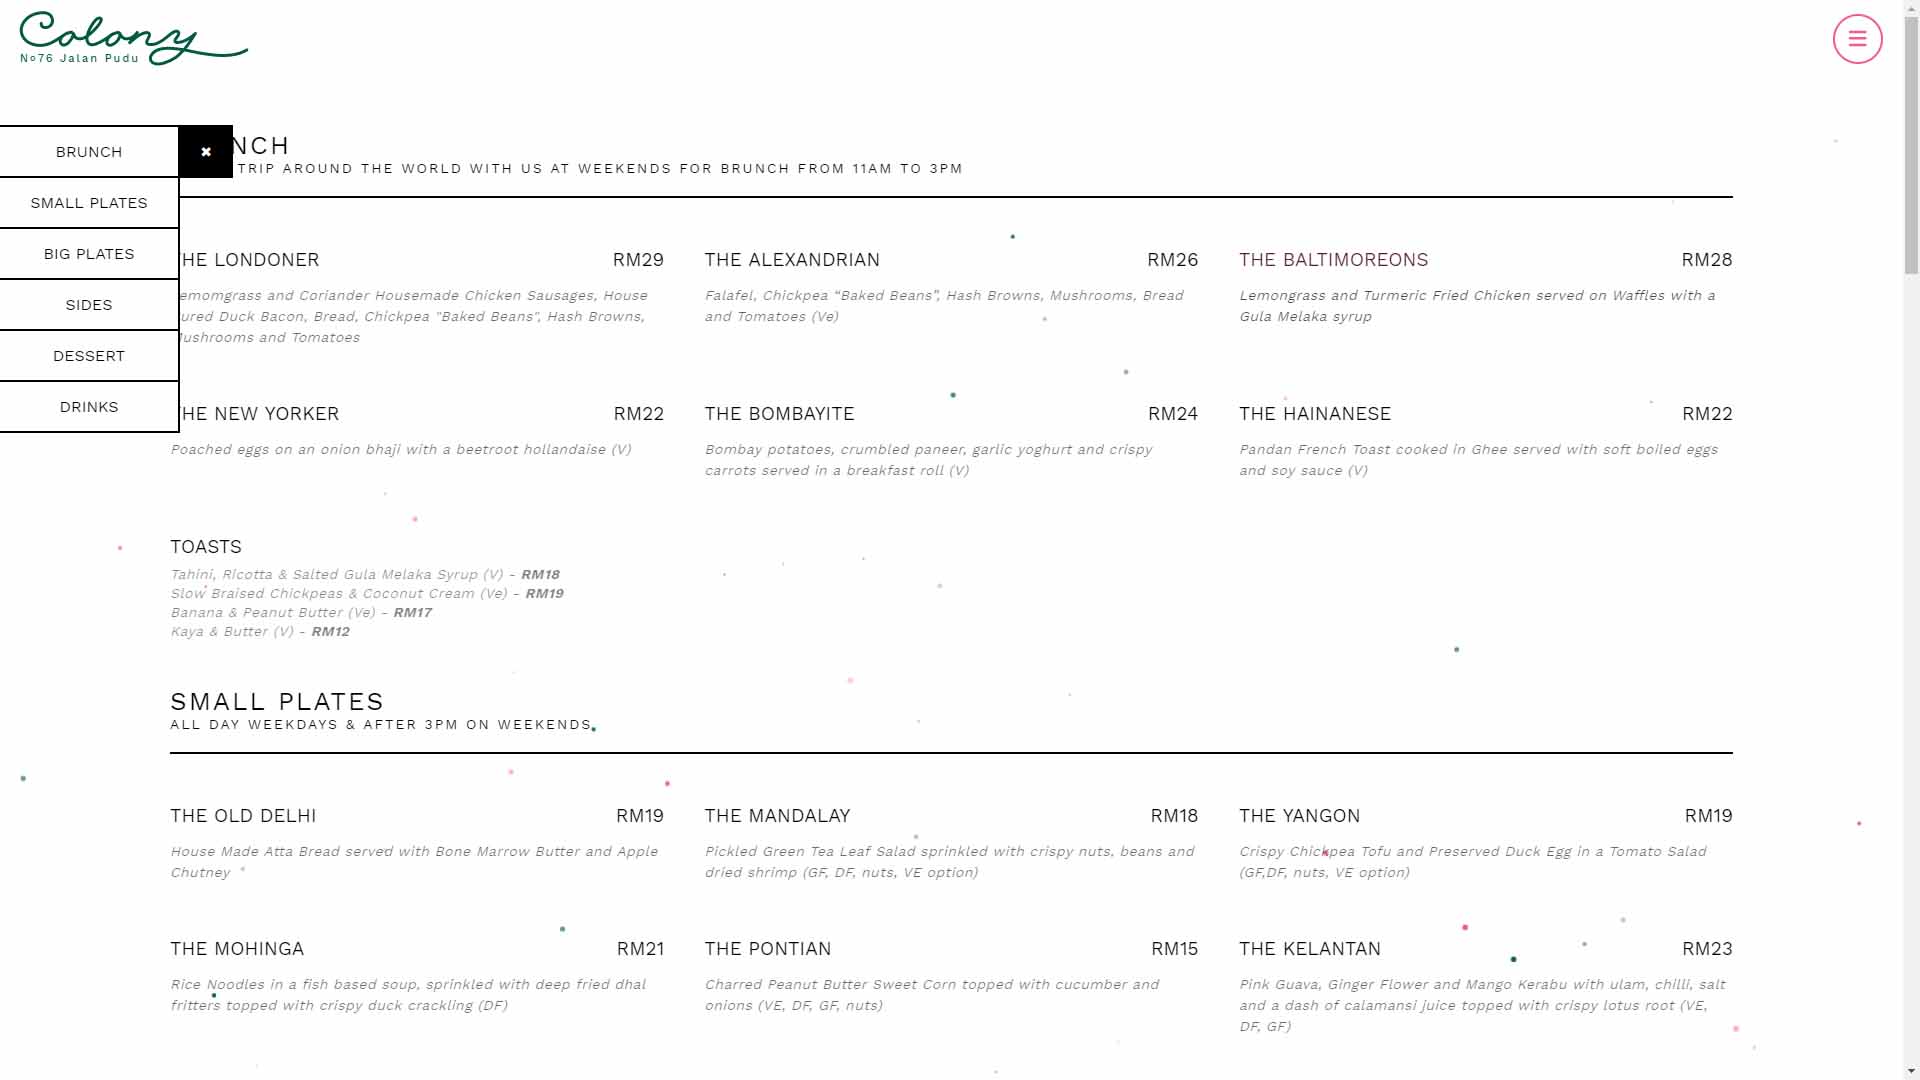 Colony
Nº76 Jalan Pudu
BRUNCH
SMALL PLATES
BIG PLATES
SIDES
DESSERT
DRINKS
NCH
TRIP AROUND THE WORLD WITH US AT WEEKENDS FOR BRUNCH FROM 11AM TO 3PM
HE LONDONER RM29
emomgrass and Coriander Housemade Chicken Sausages, House
ured Duck Bacon, Bread, Chickpea "Baked Beans", Hash Browns,
ushrooms and Tomatoes
THE ALEXANDRIAN RM26
Falafel, Chickpea “Baked Beans”, Hash Browns, Mushrooms, Bread
and Tomatoes (Ve)
THE BALTIMOREONS RM28
Lemongrass and Turmeric Fried Chicken served on Waffles with a
Gula Melaka syrup
HE NEW YORKER RM22
Poached eggs on an onion bhaji with a beetroot hollandaise (V)
THE BOMBAYITE RM24
Bombay potatoes, crumbled paneer, garlic yoghurt and crispy
carrots served in a breakfast roll (V)
THE HAINANESE RM22
Pandan French Toast cooked in Ghee served with soft boiled eggs
and soy sauce (V)
TOASTS
Tahini, Ricotta & Salted Gula Melaka Syrup (V) - RM18
Slow Braised Chickpeas & Coconut Cream (Ve) - RM19
Banana & Peanut Butter (Ve) - RM17
Kaya & Butter (V) - RM12
SMALL PLATES
ALL DAY WEEKDAYS & AFTER 3PM ON WEEKENDS
THE OLD DELHI RM19
House Made Atta Bread served with Bone Marrow Butter and Apple
Chutney
THE MANDALAY RM18
Pickled Green Tea Leaf Salad sprinkled with crispy nuts, beans and
dried shrimp (GF, DF, nuts, VE option)
THE YANGON RM19
Crispy Chickpea Tofu and Preserved Duck Egg in a Tomato Salad
(GF,DF, nuts, VE option)
THE MOHINGA RM21
Rice Noodles in a fish based soup, sprinkled with deep fried dhal
fritters topped with crispy duck crackling (DF)
THE PONTIAN RM15
Charred Peanut Butter Sweet Corn topped with cucumber and
onions (VE, DF, GF, nuts)
THE KELANTAN RM23
Pink Guava, Ginger Flower and Mango Kerabu with ulam, chilli, salt
and a dash of calamansi juice topped with crispy lotus root (VE,
DF, GF)